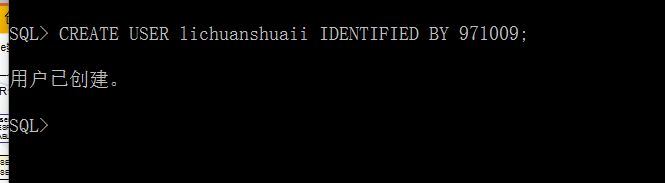 SQL> CREATE USER lichuanshuaii IDENTIFIED BY 971009;
用户已创建。
SQL>